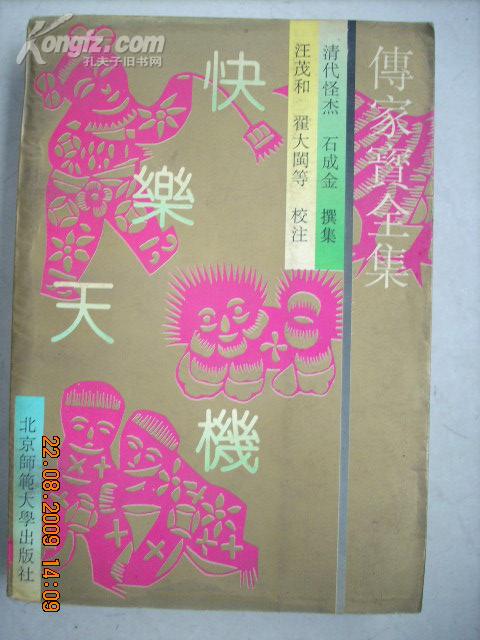 Kongfz.com
孔夫子旧书网
傳家寶全集
清代怪杰 石成金 撰集
汪茂和 翟大閩等 校注
快樂天機
北京師範大學出版社
22.08.2009 14:09